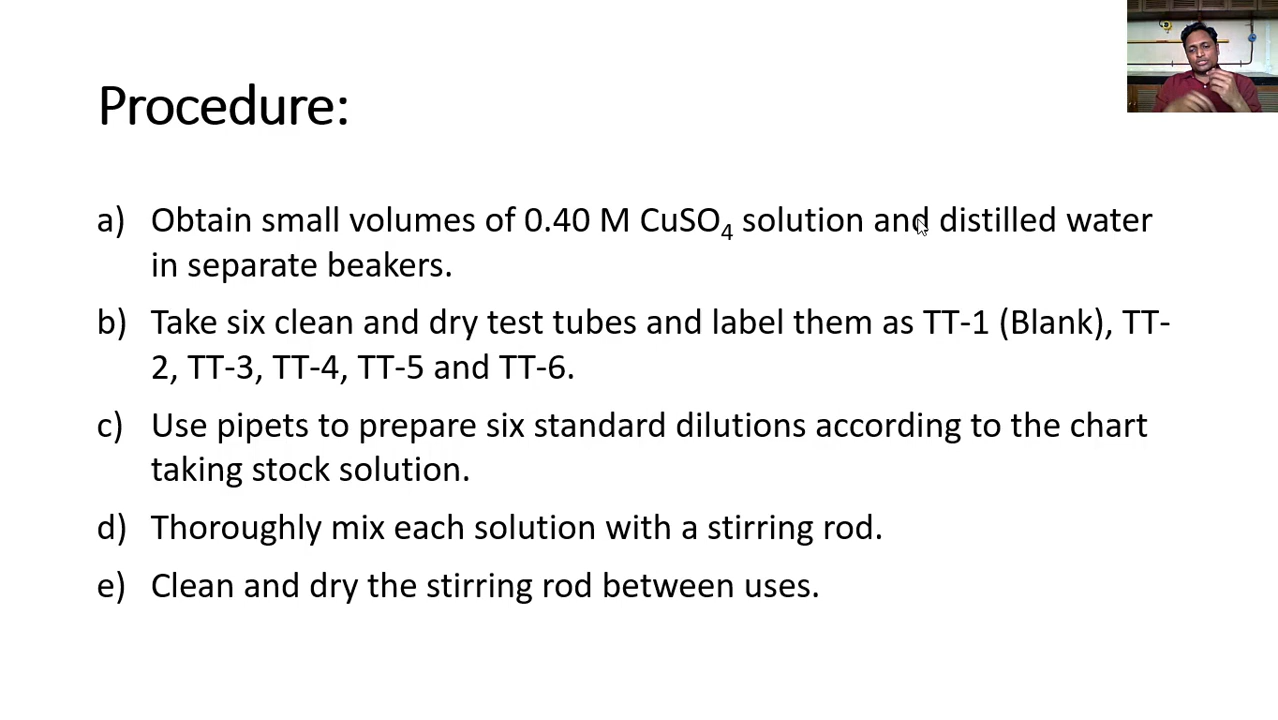 Procedure:
a) Obtain small volumes of 0.40 M CuSO₄ solution and distilled water
in separate beakers.
b) Take six clean and dry test tubes and label them as TT-1 (Blank), TT-
2, TT-3, TT-4, TT-5 and TT-6.
c) Use pipets to prepare six standard dilutions according to the chart
taking stock solution.
d) Thoroughly mix each solution with a stirring rod.
e) Clean and dry the stirring rod between uses.